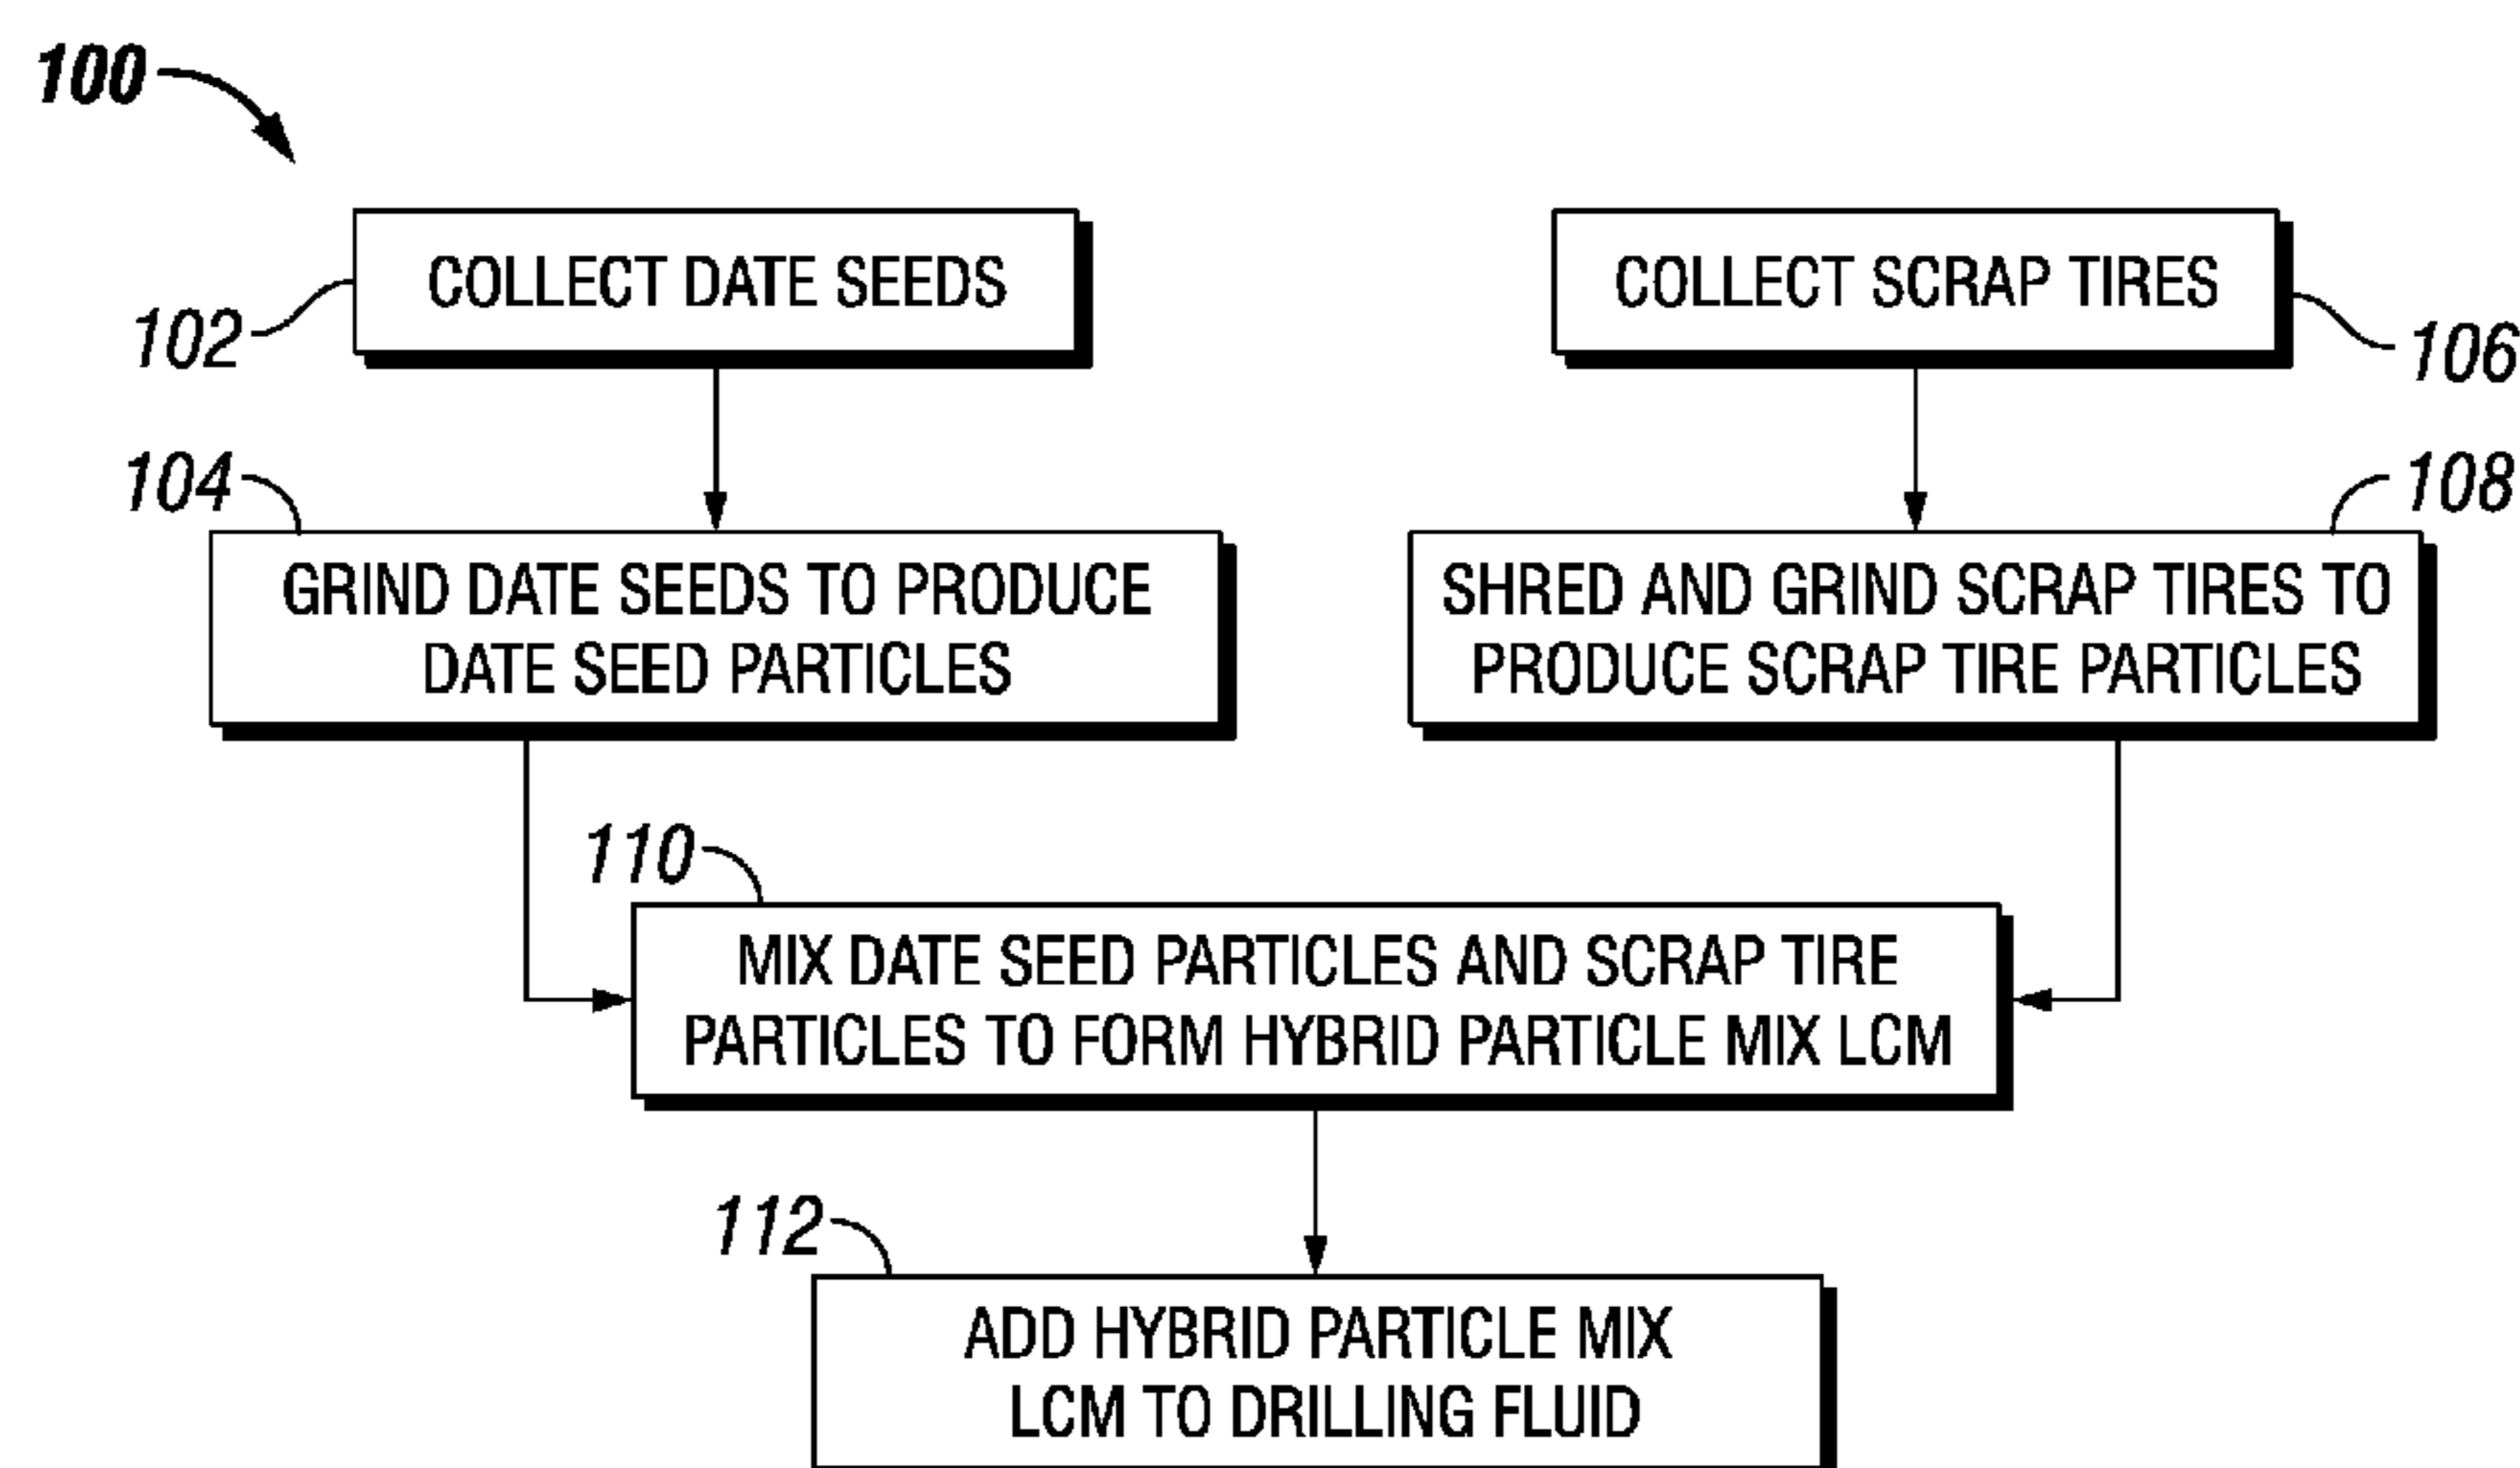 100
COLLECT DATE SEEDS
102
COLLECT SCRAP TIRES
106
104
GRIND DATE SEEDS TO PRODUCE
DATE SEED PARTICLES
108
SHRED AND GRIND SCRAP TIRES TO
PRODUCE SCRAP TIRE PARTICLES
110
MIX DATE SEED PARTICLES AND SCRAP TIRE
PARTICLES TO FORM HYBRID PARTICLE MIX LCM
112
ADD HYBRID PARTICLE MIX
LCM TO DRILLING FLUID